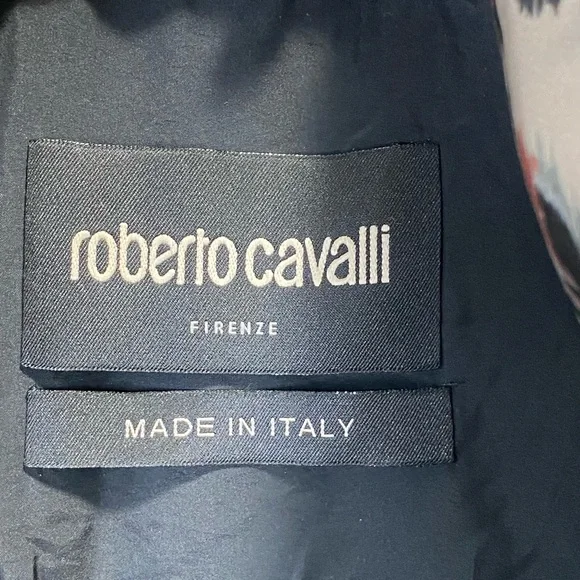 roberto cavalli
FIRENZE
MADE IN ITALY